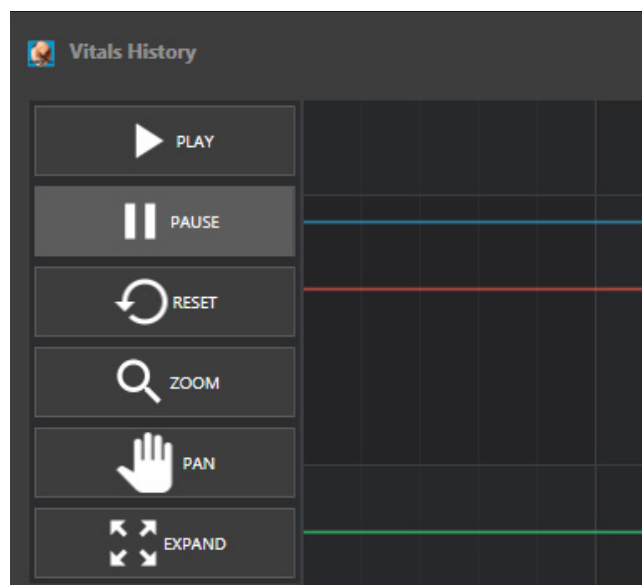 Vitals History
PLAY
PAUSE
RESET
ZOOM
PAN
EXPAND